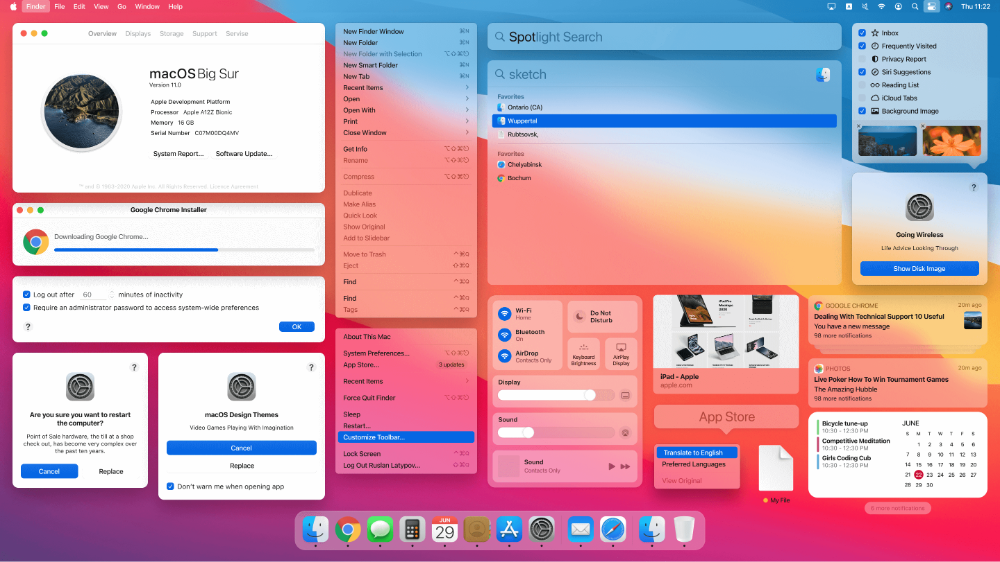 Finder File Edit View Go Window Help
Thu 11:22
Overview Displays Storage Support Servise
macOS Big Sur
Version 11.0
Apple Development Platform
Processor Apple A12Z Bionic
Memory 16 GB
Serial Number C07M00DQ4MV
System Report... Software Update...
Google Chrome Installer
Downloading Google Chrome...
Log out after 60 minutes of inactivity
Require an administrator password to access system-wide preferences
?
OK
?
Are you sure you want to restart
the computer?
Point of Sale hardware, the till at a shop
check out, has become very complex over
the past ten years.
Cancel Replace
?
macOS Design Themes
Video Games Playing With Imagination
Cancel
Replace
Don't warn me when opening app
New Finder Window ⌘N
New Folder
New Folder with Selection
New Smart Folder ⌘N
New Tab
Recent Items
Open
Open With
Print
Close Window
Get Info
Rename
Compress
Dublicate
Make Alias
Quick Look
Show Original
Add to Slidebar
Move to Trash
Eject
Find
Find
Tags
About This Mac
System Preferences...
App Store... 3 updates
Recent Items
Force Quit Finder
Sleep
Restart...
Customize Toolbar...
Lock Screen
Log Out Ruslan Latypov...
Spotlight Search
sketch
Favorites
Ontario (CA)
Wuppertal
Rubtsovsk,
Favorites
Chelyabinsk
Bochum
Wi-Fi
Home
Bluetooth
On
AirDrop
Contacts Only
Do Not
Disturb
Keyboard
Brightness
AirPlay
Display
Display
Sound
Sound
Contacts Only
iPad - Apple
apple.com
App Store
Translate to English
Preferred Languages
View Original
My File
Inbox
Frequently Visited
Privacy Report
Siri Suggestions
Reading List
iCloud Tabs
Background Image
?
Going Wireless
Life Advice Looking Through
Show Disk Image
GOOGLE CHROME 29m ago
Dealing With Technical Support 10 Useful
You have a new message
98 more notifications
PHOTOS 29m ago
Live Poker How To Win Tournament Games
The Amazing Hubble
98 more notifications
Bicycle tune-up
10:30 - 12:30 PM
Competitive Meditation
10:30 - 12:30 PM
Girls Coding Cub
10:30 - 12:30 PM
JUNE
S M T W T F S
1 2 3 4 5 6
7 8 9 10 11 12 13
14 15 16 17 18 19 20
21 22 23 24 25 26 27
28 29 30
6 more notifications
JUN
29